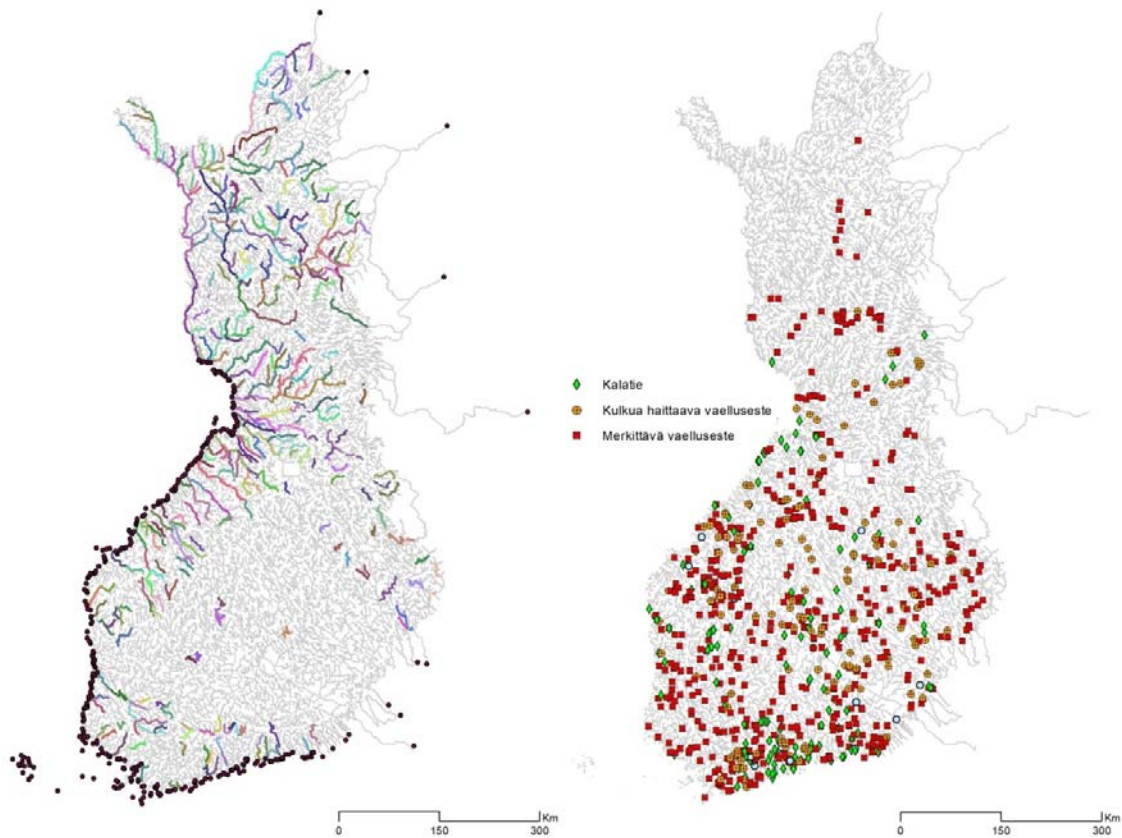 Kalatie
Kulkua haittaava vaelluseste
Merkittävä vaelluseste
Km
0 150 300
Km
0 150 300